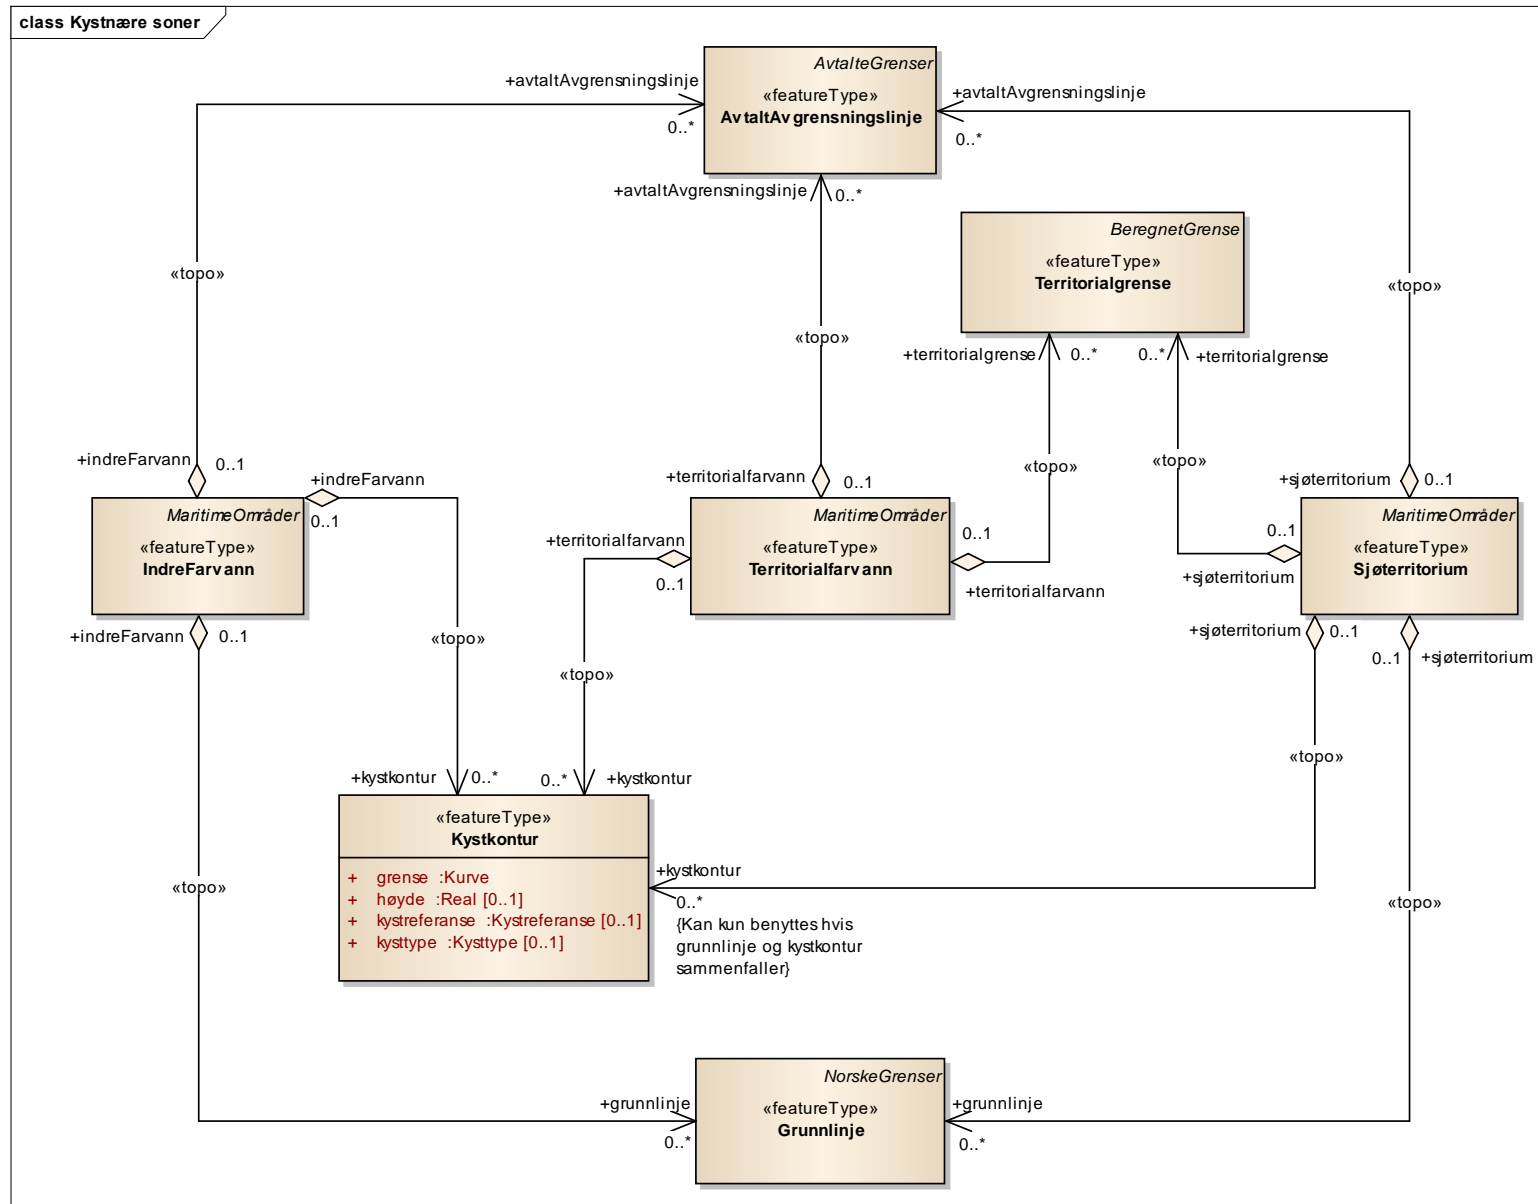 class Kystnære soner
AvtalteGrenser
«featureType»
AvtaltAvgrensningslinje
+avtaltAvgrensningslinje
0..*
+avtaltAvgrensningslinje
0..*
+avtaltAvgrensningslinje
0..*
BeregnetGrense
«featureType»
Territorialgrense
«topo»
«topo»
«topo»
+territorialgrense
0..*
0..*
+territorialgrense
+indreFarvann
0..1
+indreFarvann
0..1
+territorialfarvann
0..1
«topo»
«topo»
+sjøterritorium
0..1
MaritimeOmråder
«featureType»
IndreFarvann
+territorialfarvann
0..1
MaritimeOmråder
«featureType»
Territorialfarvann
0..1
+territorialfarvann
0..1
+sjøterritorium
MaritimeOmråder
«featureType»
Sjøterritorium
+indreFarvann
0..1
«topo»
«topo»
+sjøterritorium
0..1
0..1
+sjøterritorium
«topo»
+kystkontur
0..*
0..*
+kystkontur
«featureType»
Kystkontur
+ grense :Kurve
+ høyde :Real [0..1]
+ kystreferanse :Kystreferanse [0..1]
+ kysttype :Kysttype [0..1]
+kystkontur
0..*
{Kan kun benyttes hvis
grunnlinje og kystkontur
sammenfaller}
«topo»
«topo»
+grunnlinje
0..*
NorskeGrenser
«featureType»
Grunnlinje
+grunnlinje
0..*